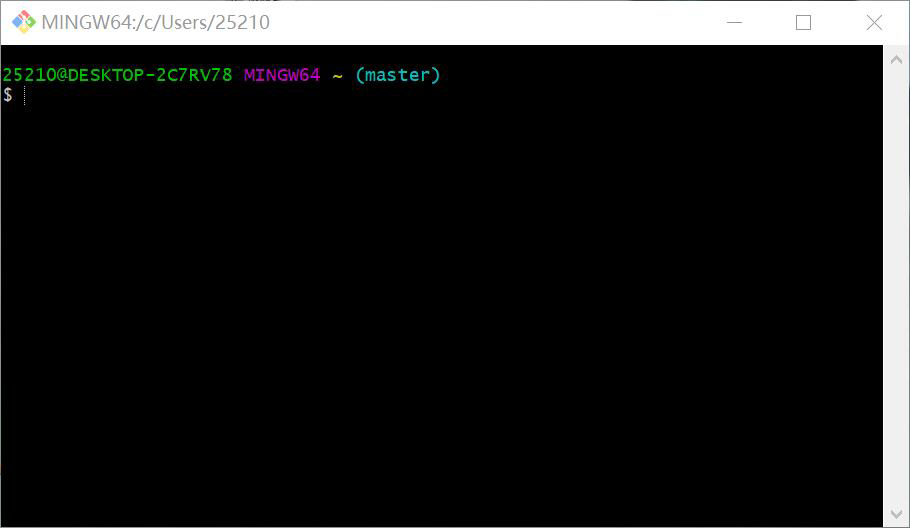 MINGW64:/c/Users/25210
25210@DESKTOP-2C7RV78 MINGW64 ~ (master)
$